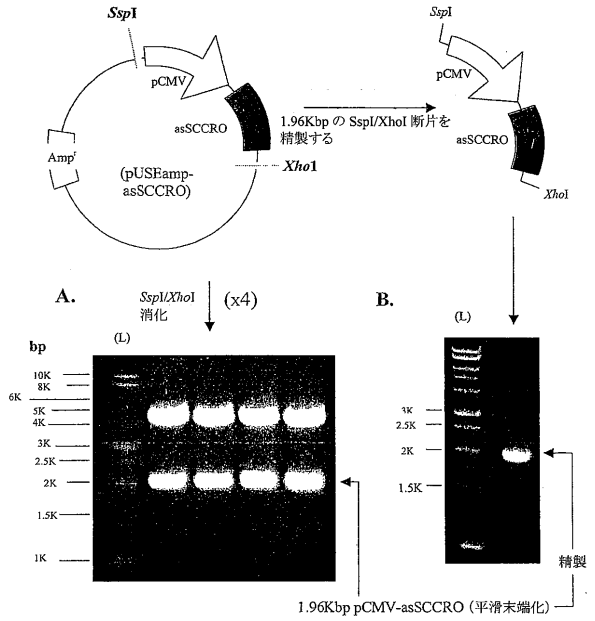 SspI
pCMV
asSCCRO
Amp^r
(pUSEamp-
asSCCRO)
Xho1
1.96Kbp の SspI/XhoI 断片を
精製する
SspI
pCMV
asSCCRO
XhoI
A.
SspI/XhoI
消化
(x4)
B.
bp
(L)
10K
8K
6K
5K
4K
3K
2.5K
2K
1.5K
1K
(L)
3K
2.5K
2K
1.5K
精製
1.96Kbp pCMV-asSCCRO (平滑末端化)